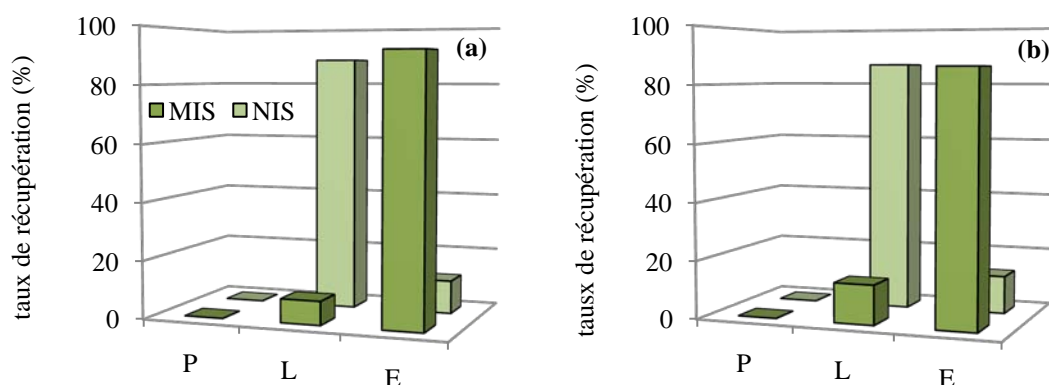 taux de récupération (%)
100
80
60
40
20
0
(a)
MIS NIS
P L E
tausx de récupération (%)
100
80
60
40
20
0
(b)
P L E